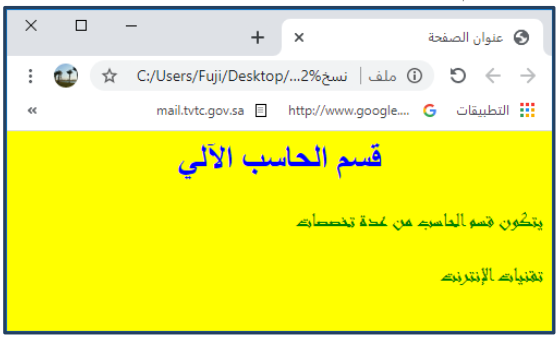 عنوان الصفحة
ملف | C:/Users/Fuji/Desktop/...2%نسخ
التطبيقات http://www.google.... mail.tvtc.gov.sa »
قسم الحاسب الآلي
يتكون قسم الحاسب من عدة تخصصات
تقنيات الإنترنت